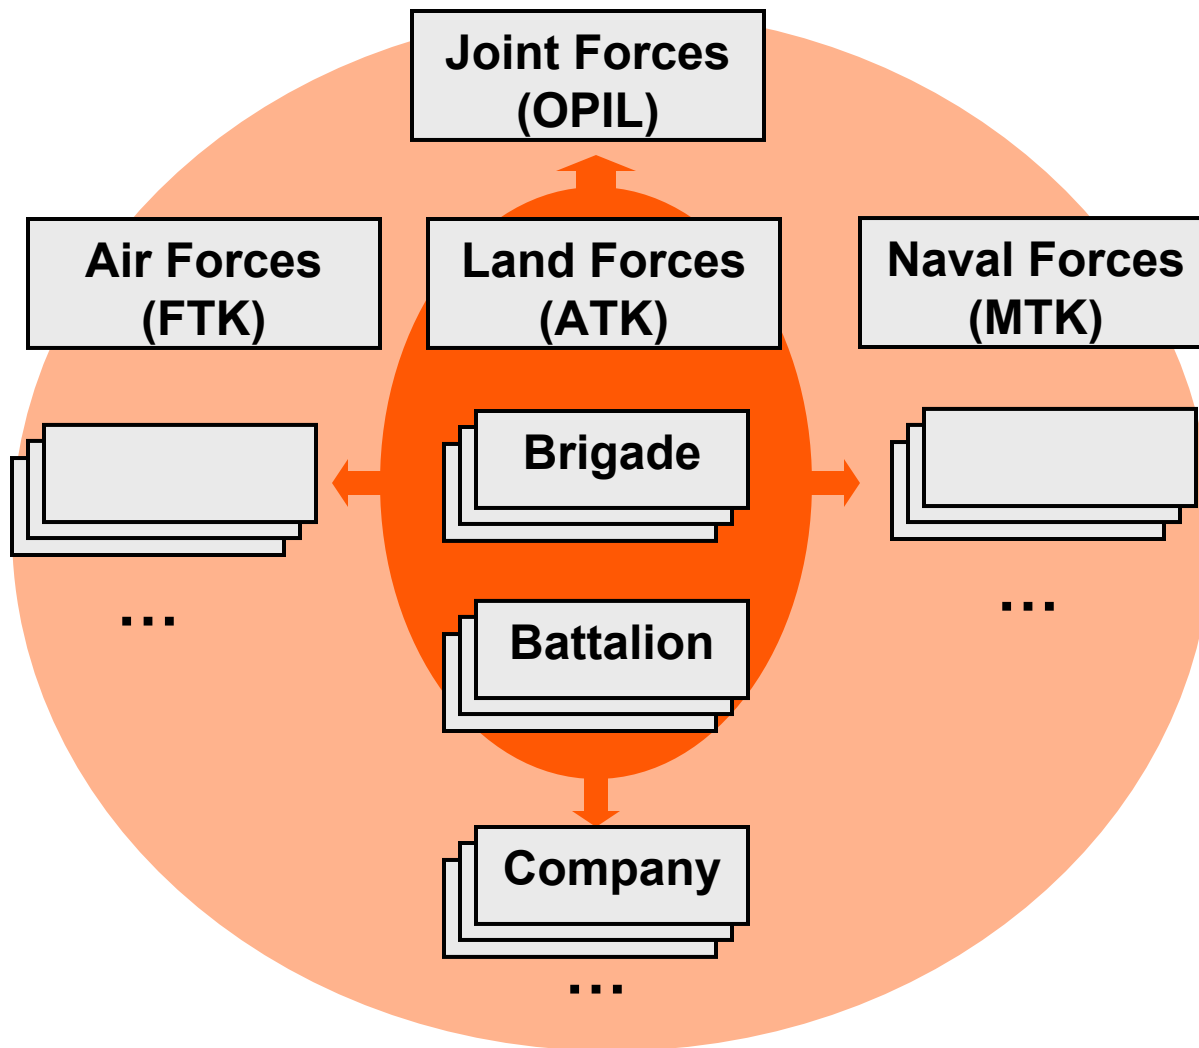 Joint Forces
(OPIL)
Air Forces
(FTK)
Land Forces
(ATK)
Naval Forces
(MTK)
Brigade
...
...
Battalion
Company
...